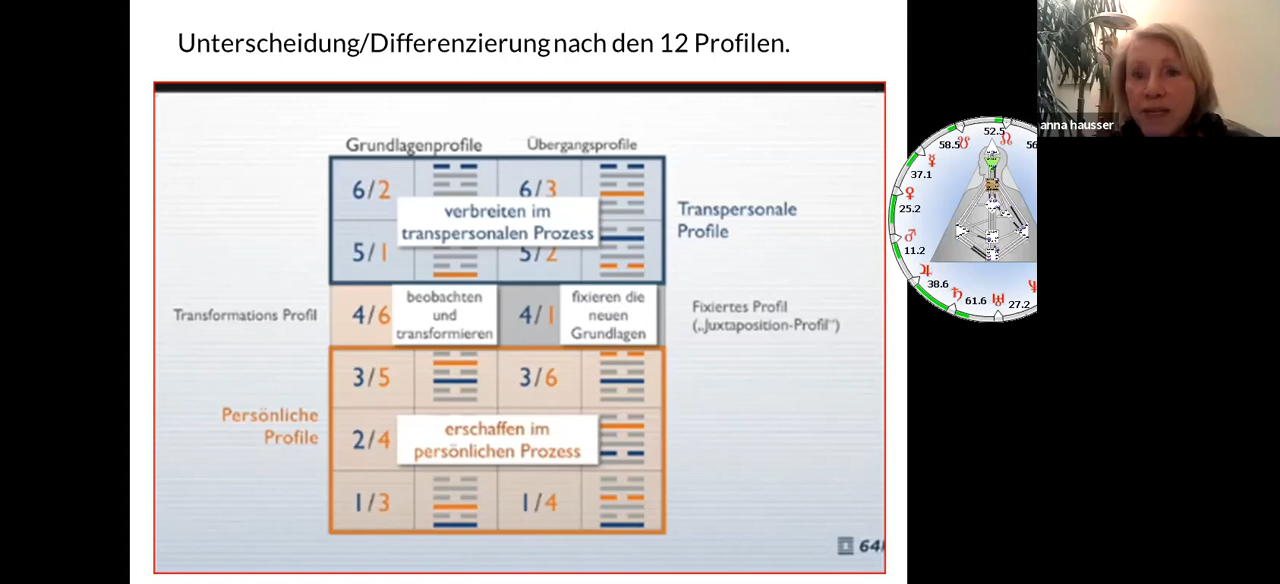 Unterscheidung/Differenzierung nach den 12 Profilen.
anna hausser
Grundlagenprofile
Übergangsprofile
6/2
6/3
verbreiten im
transpersonalen Prozess
5/1
5/2
Transpersonale
Profile
Transformations Profil
4/6
beobachten
und
transformieren
4/1
fixieren die
neuen
Grundlagen
Fixiertes Profil
(„Juxtaposition-Profil")
3/5
3/6
Persönliche
Profile
2/4
erschaffen im
persönlichen Prozess
1/3
1/4
64
52.5
58.5
56
37.1
25.2
11.2
38.6
61.6
27.2